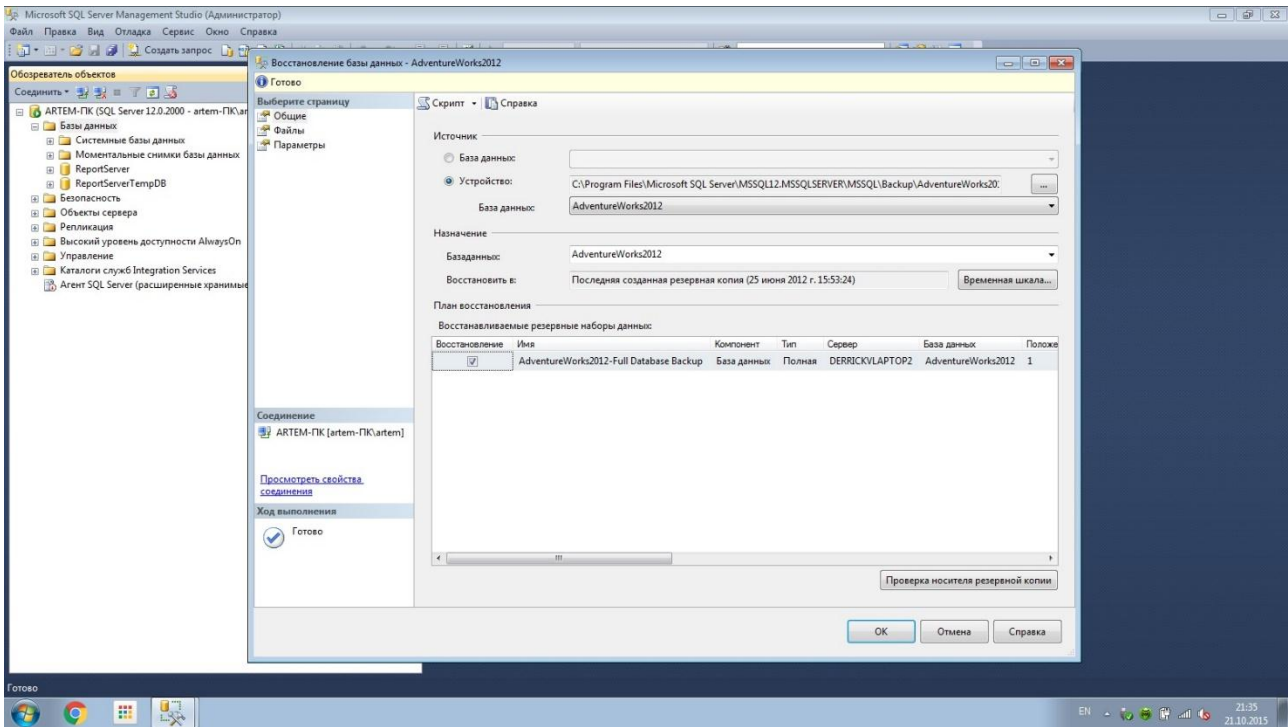 Microsoft SQL Server Management Studio (Администратор)
Файл Правка Вид Отладка Сервис Окно Справка
Создать запрос
Обозреватель объектов
Соединить
ARTEM-ПК (SQL Server 12.0.2000 - artem-ПК\ar
Базы данных
Системные базы данных
Моментальные снимки базы данных
ReportServer
ReportServerTempDB
Безопасность
Объекты сервера
Репликация
Высокий уровень доступности AlwaysOn
Управление
Каталоги служб Integration Services
Агент SQL Server (расширенные хранимые
Восстановление базы данных - AdventureWorks2012
Готово
Выберите страницу
Общие
Файлы
Параметры
Соединение
ARTEM-ПК [artem-ПК\artem]
Просмотреть свойства
соединения
Ход выполнения
Готово
Скрипт Справка
Источник
База данных:
Устройство: C:\Program Files\Microsoft SQL Server\MSSQL12.MSSQLSERVER\MSSQL\Backup\AdventureWorks20: ...
База данных: AdventureWorks2012
Назначение
Базаданных: AdventureWorks2012
Восстановить в: Последняя созданная резервная копия (25 июня 2012 г. 15:53:24) Временная шкала...
План восстановления
Восстанавливаемые резервные наборы данных:
Восстановление Имя Компонент Тип Сервер База данных Положе
AdventureWorks2012-Full Database Backup База данных Полная DERRICKVLAPTOP2 AdventureWorks2012 1
Проверка носителя резервной копии
OK Отмена Справка
Готово
EN 21:35
21.10.2015